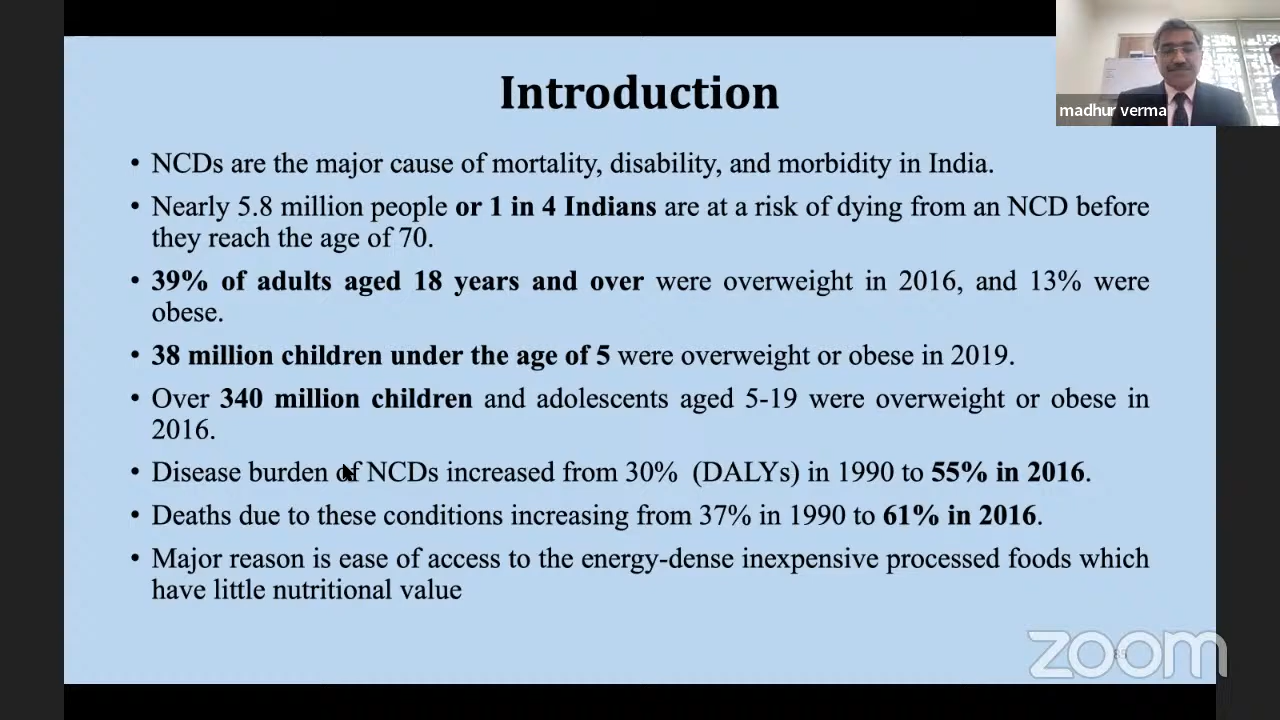 Introduction
madhur verma
• NCDs are the major cause of mortality, disability, and morbidity in India.
• Nearly 5.8 million people or 1 in 4 Indians are at a risk of dying from an NCD before
they reach the age of 70.
• 39% of adults aged 18 years and over were overweight in 2016, and 13% were
obese.
• 38 million children under the age of 5 were overweight or obese in 2019.
• Over 340 million children and adolescents aged 5-19 were overweight or obese in
2016.
• Disease burden of NCDs increased from 30% (DALYs) in 1990 to 55% in 2016.
• Deaths due to these conditions increasing from 37% in 1990 to 61% in 2016.
• Major reason is ease of access to the energy-dense inexpensive processed foods which
have little nutritional value
zoom